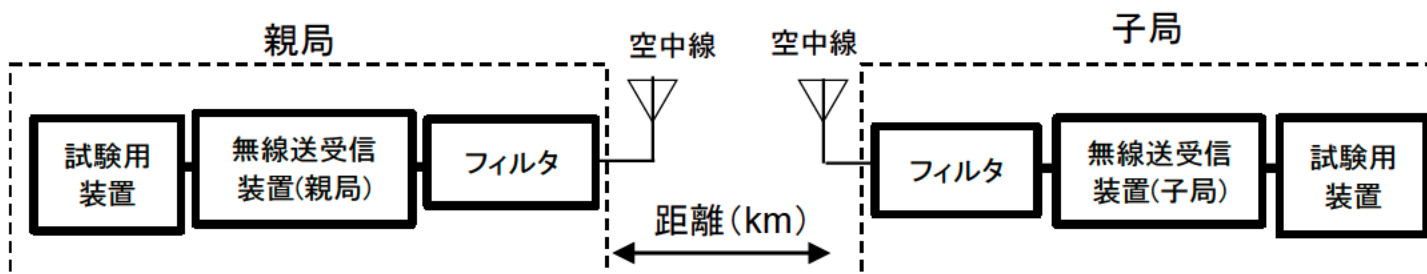 親局
空中線
空中線
子局
試験用
装置
無線送受信
装置(親局)
フィルタ
フィルタ
無線送受信
装置(子局)
試験用
装置
距離(km)